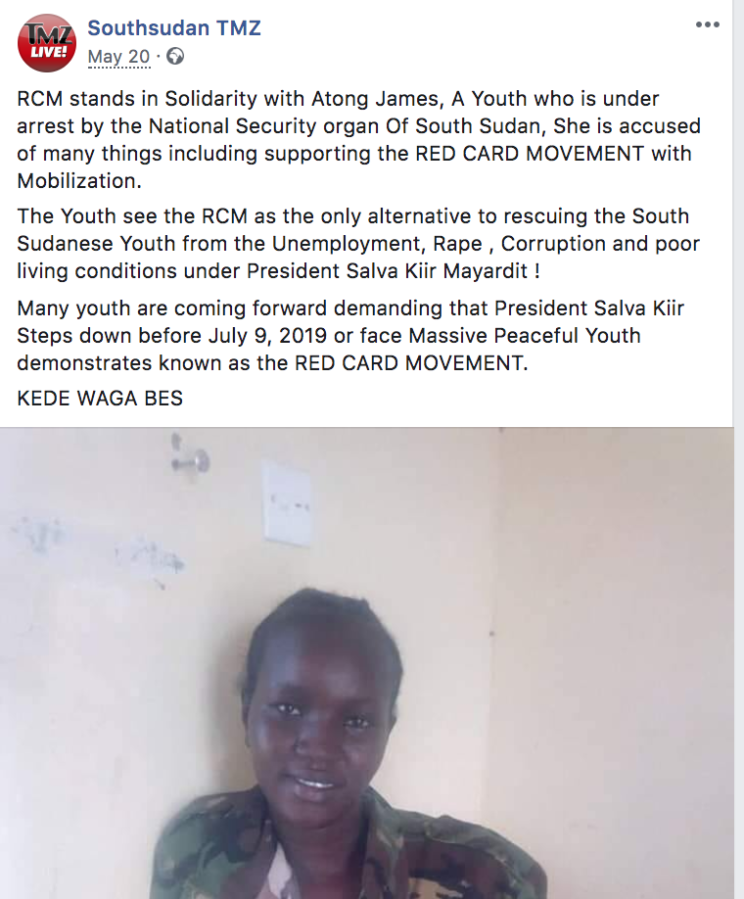 TMZ
LIVE!
Southsudan TMZ
May 20 ·
RCM stands in Solidarity with Atong James, A Youth who is under
arrest by the National Security organ Of South Sudan, She is accused
of many things including supporting the RED CARD MOVEMENT with
Mobilization.
The Youth see the RCM as the only alternative to rescuing the South
Sudanese Youth from the Unemployment, Rape , Corruption and poor
living conditions under President Salva Kiir Mayardit !
Many youth are coming forward demanding that President Salva Kiir
Steps down before July 9, 2019 or face Massive Peaceful Youth
demonstrates known as the RED CARD MOVEMENT.
KEDE WAGA BES